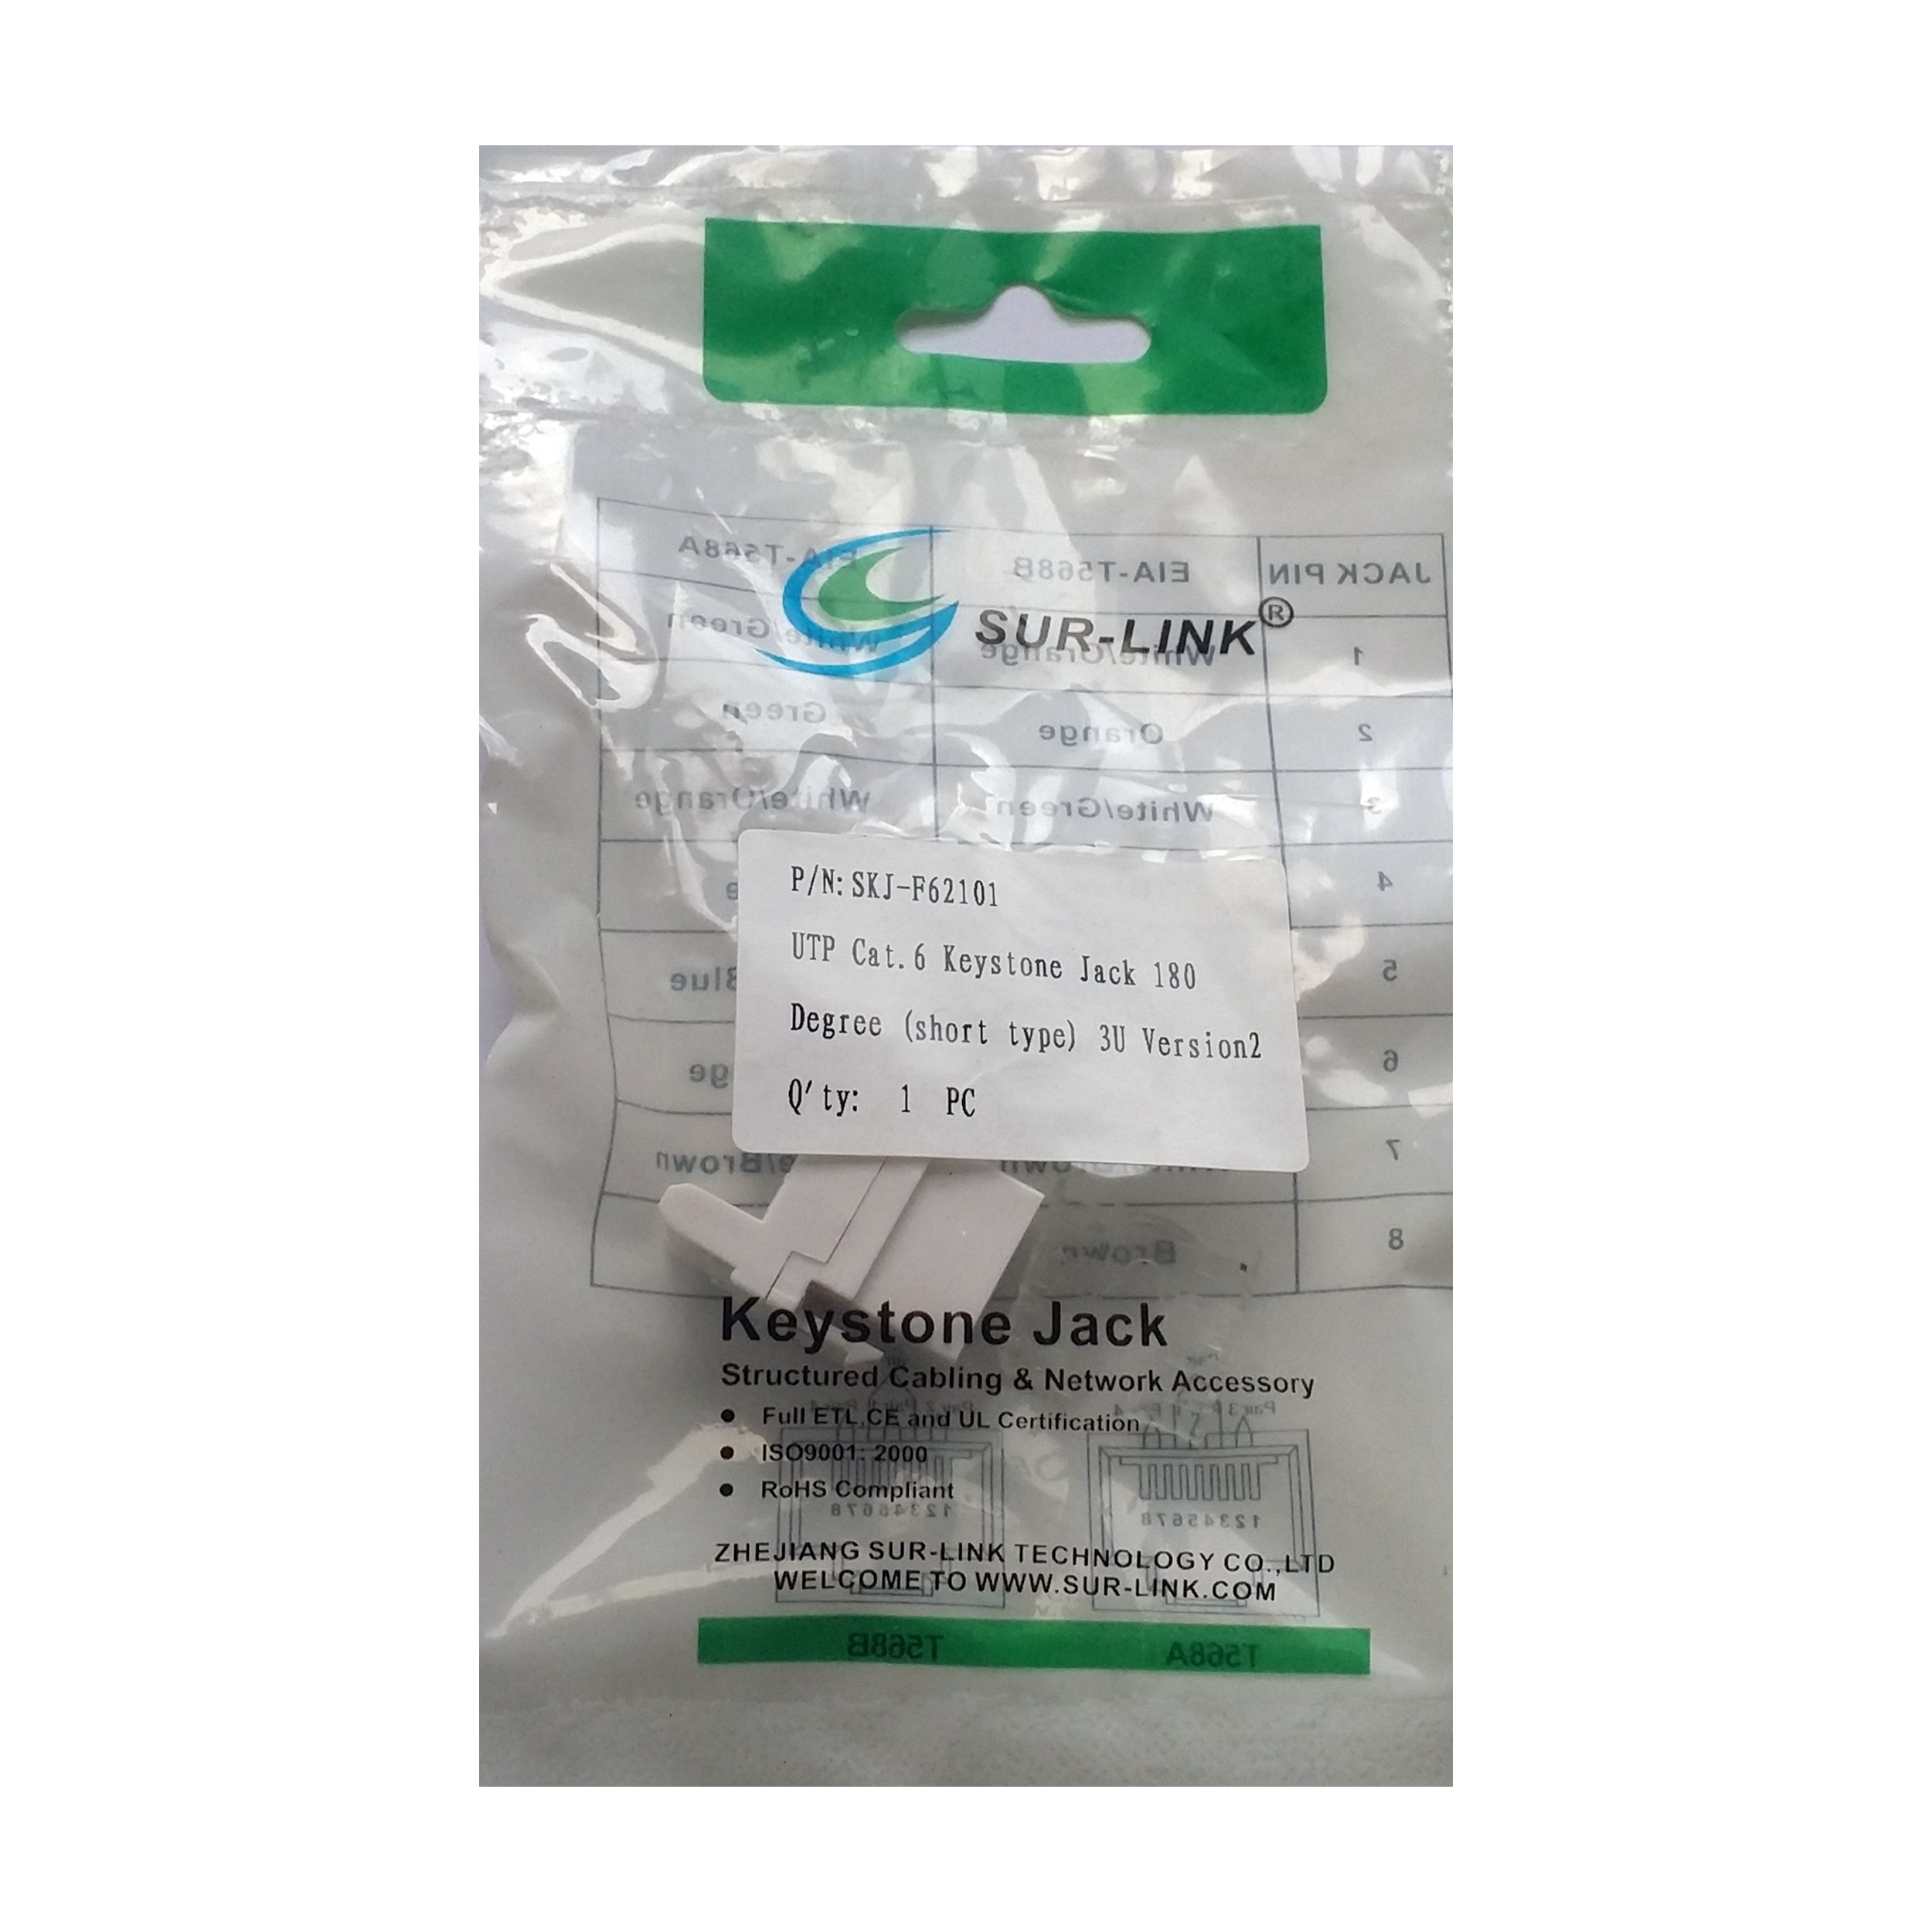 SUR-LINK®
EIA-T568A EIA-T568B JACK PIN
White/Green White/Orange 1
Green Orange 2
White/Orange White/Green 3
4
5
6
7
Brown 8
P/N: SKJ-F62101
UTP Cat.6 Keystone Jack 180
Degree (short type) 3U Version2
Q'ty: 1 PC
Keystone Jack
Structured Cabling & Network Accessory
● Full ETL,CE and UL Certification
● ISO9001: 2000
● RoHS Compliant
12345678 12345678
ZHEJIANG SUR-LINK TECHNOLOGY CO.,LTD
WELCOME TO WWW.SUR-LINK.COM
T568B T568A